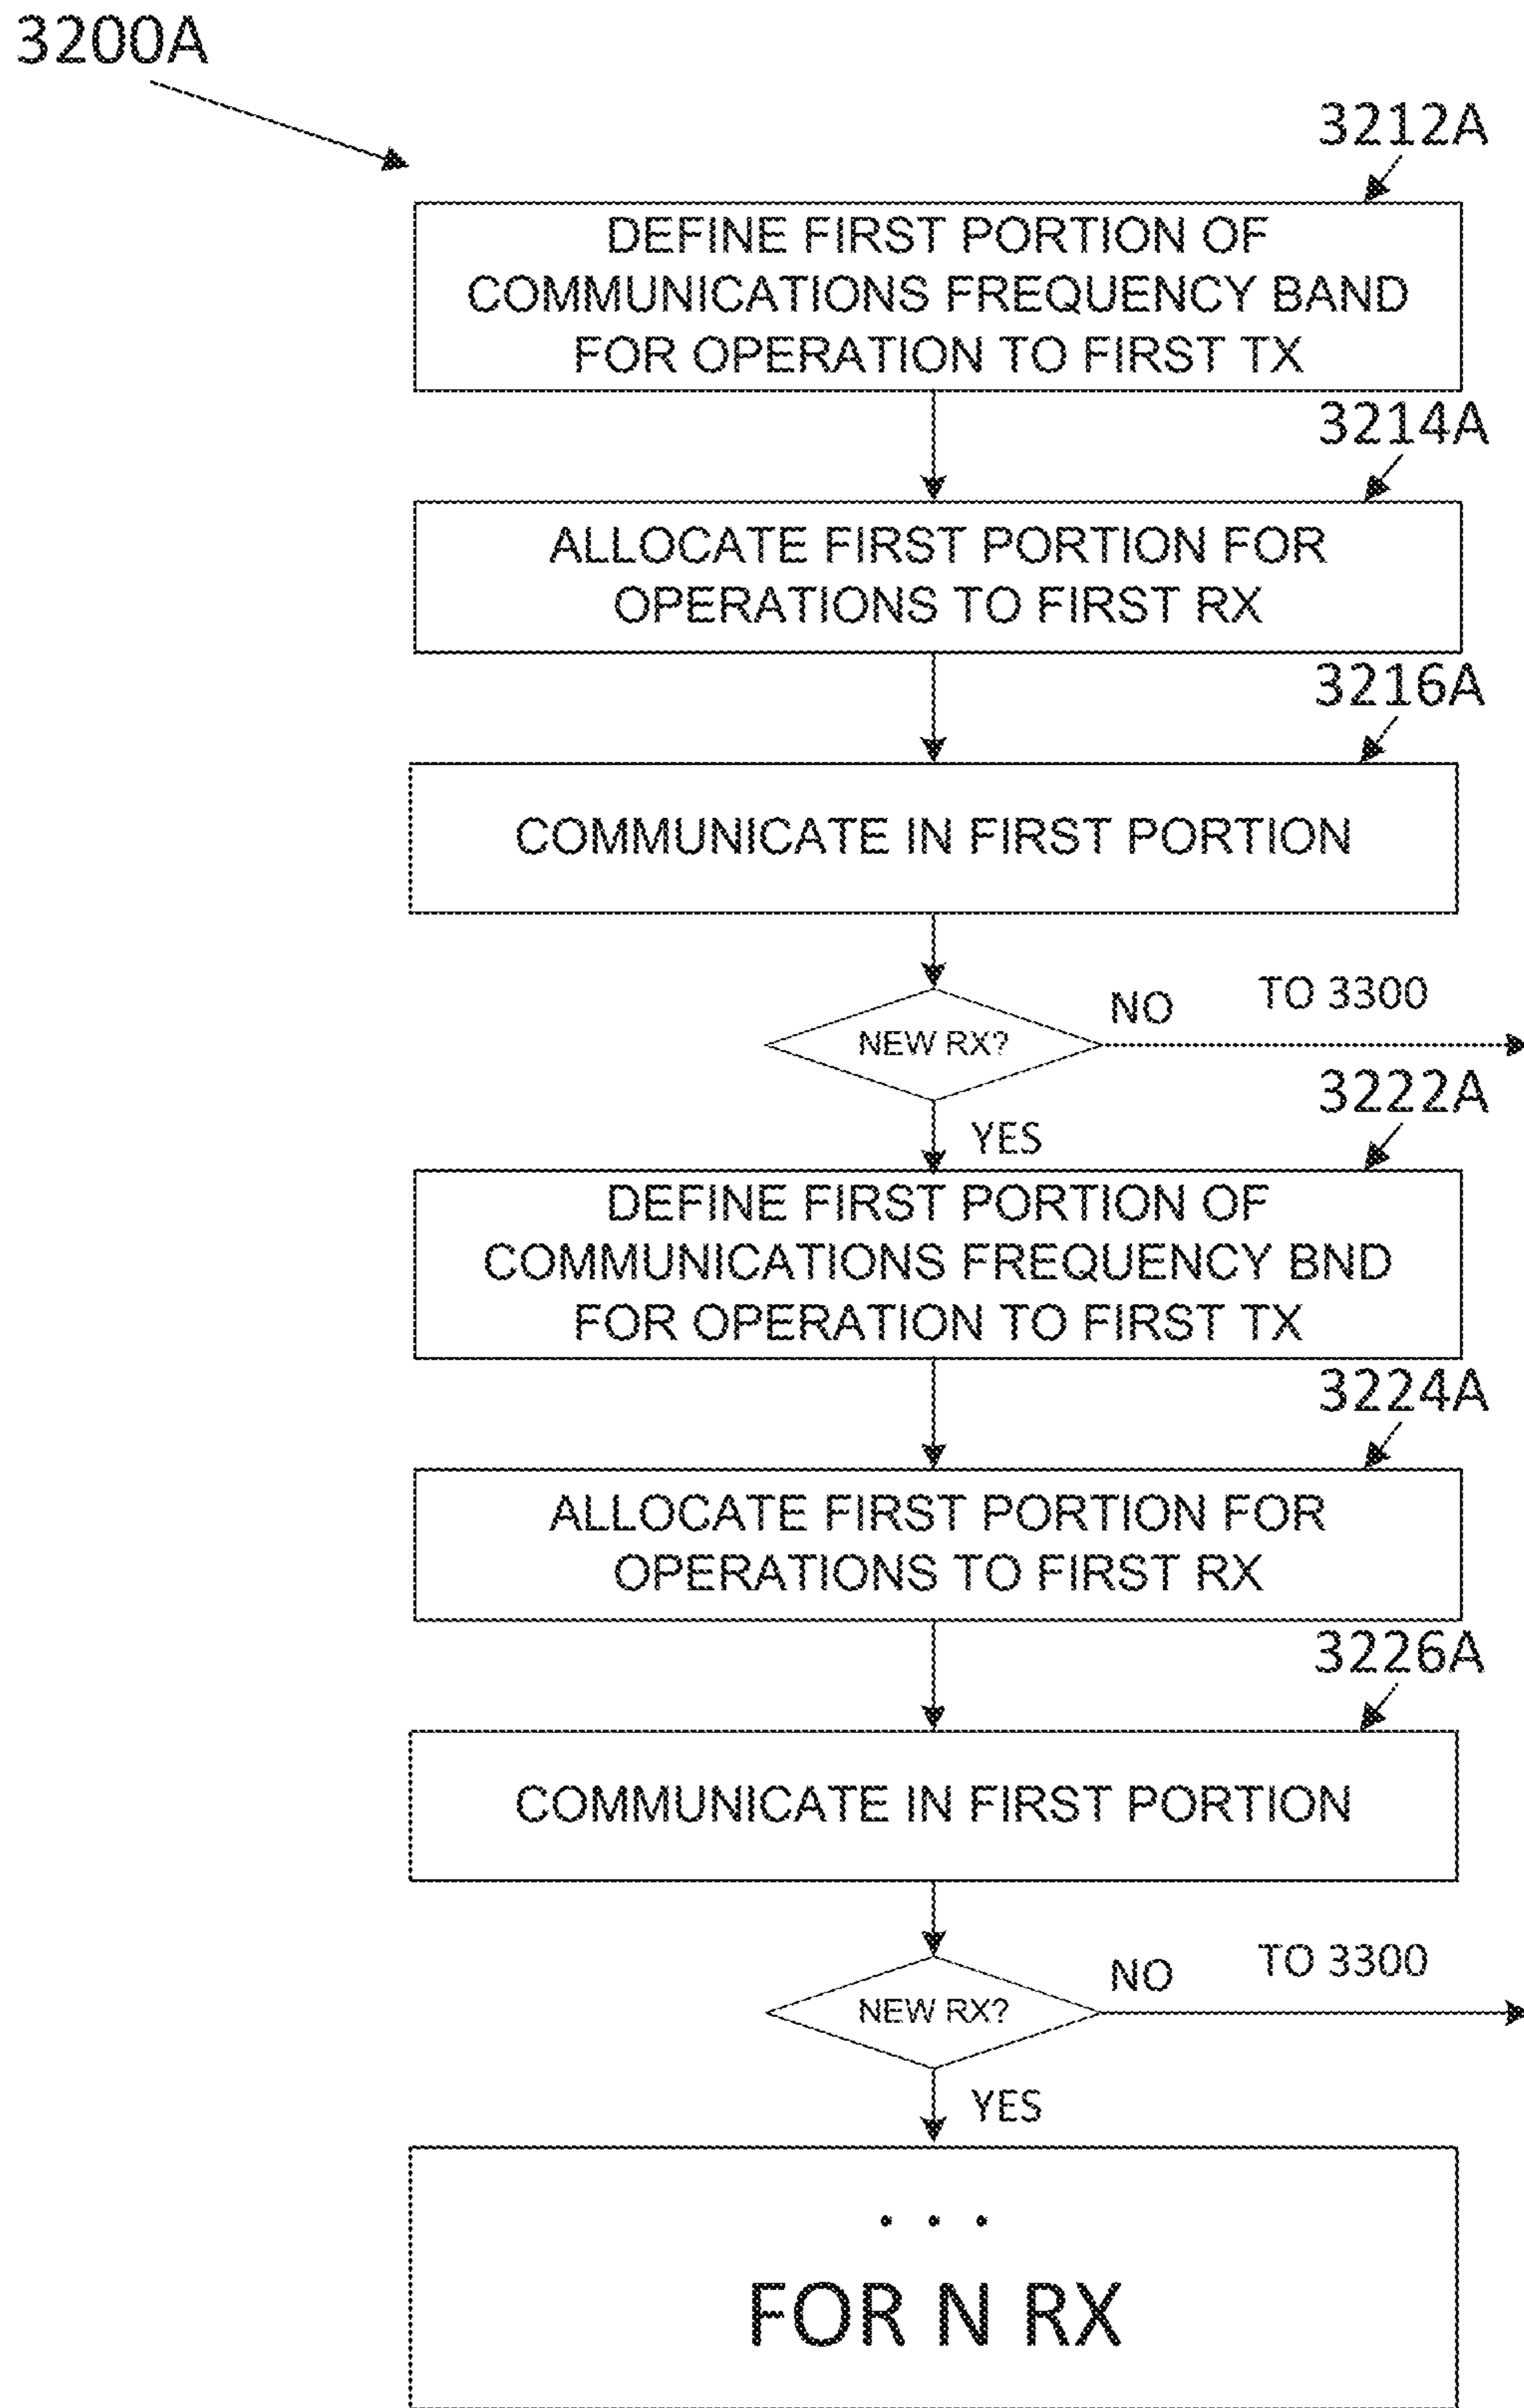 3200A
3212A
DEFINE FIRST PORTION OF
COMMUNICATIONS FREQUENCY BAND
FOR OPERATION TO FIRST TX
3214A
ALLOCATE FIRST PORTION FOR
OPERATIONS TO FIRST RX
3216A
COMMUNICATE IN FIRST PORTION
NEW RX?
NO
TO 3300
YES
3222A
DEFINE FIRST PORTION OF
COMMUNICATIONS FREQUENCY BND
FOR OPERATION TO FIRST TX
3224A
ALLOCATE FIRST PORTION FOR
OPERATIONS TO FIRST RX
3226A
COMMUNICATE IN FIRST PORTION
NEW RX?
NO
TO 3300
YES
. . .
FOR N RX